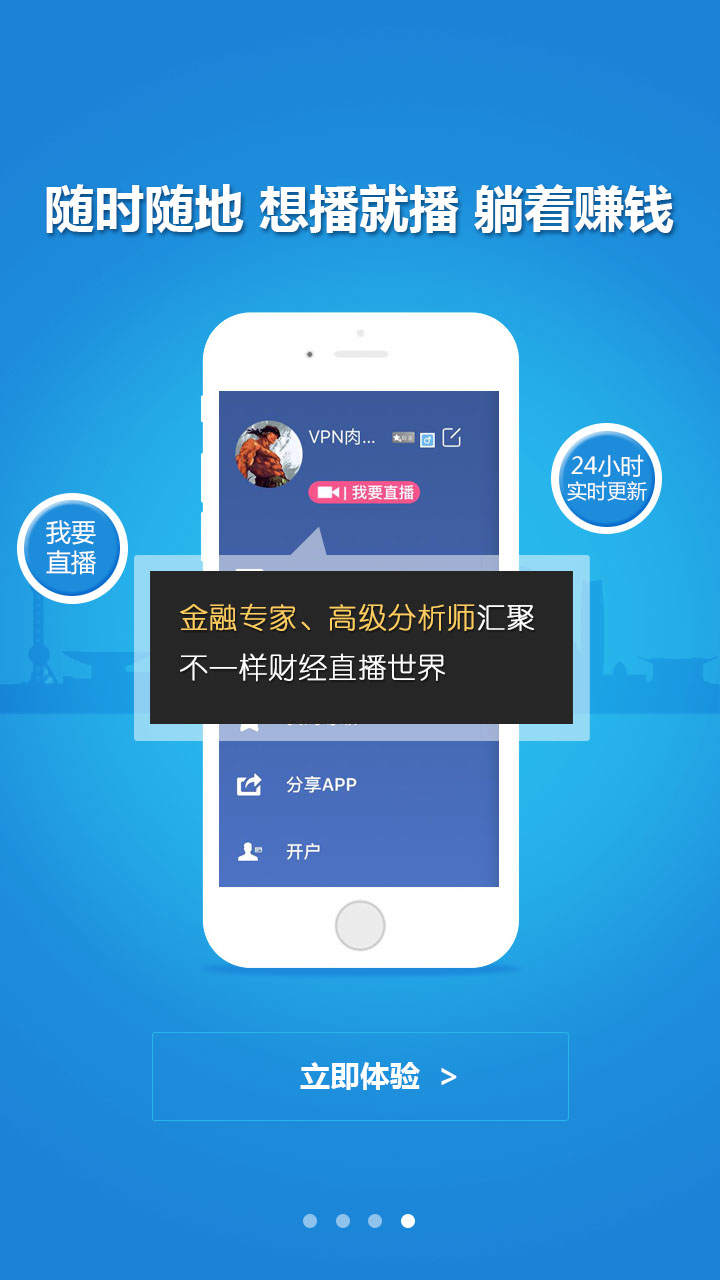 随时随地 想播就播 躺着赚钱
VPN肉...
我要直播
24小时
实时更新
我要
直播
金融专家、高级分析师汇聚
不一样财经直播世界
分享APP
开户
立即体验 >